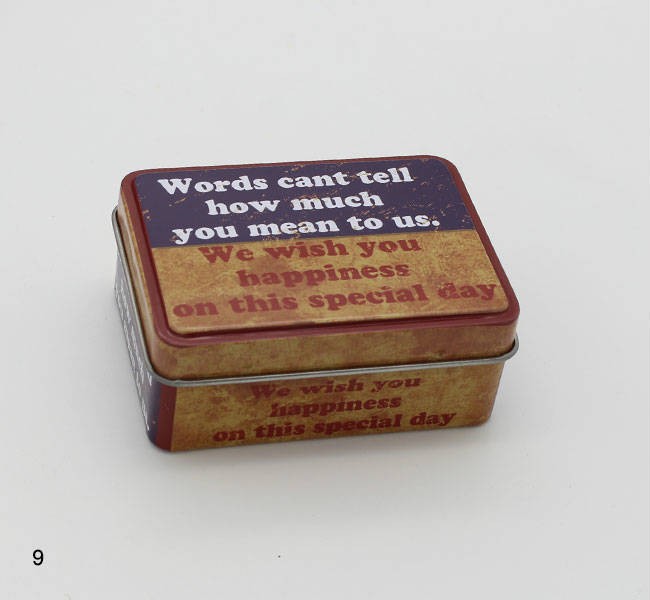 Words cant tell
how much
you mean to us.
We wish you
happiness
on this special day
We wish you
happiness
on this special day
9